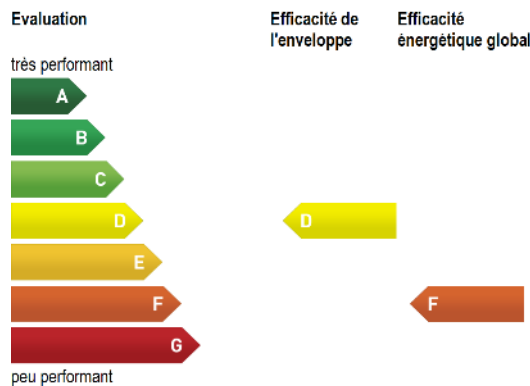 Evaluation
Efficacité de
l'enveloppe
Efficacité
énergétique global
très performant
A
B
C
D
D
E
F
F
G
peu performant